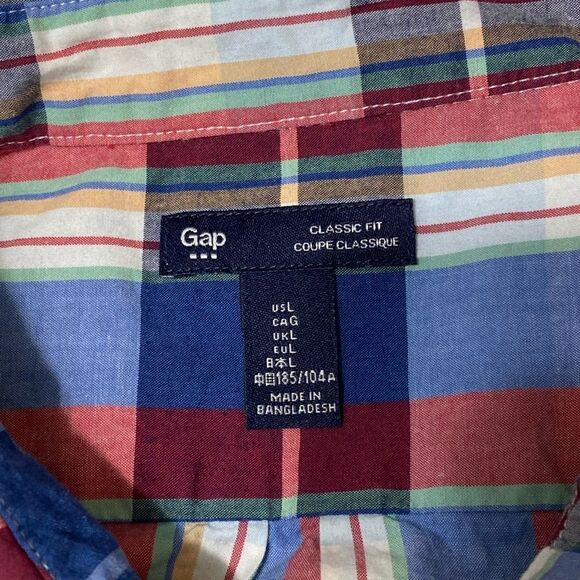 Gap
CLASSIC FIT
COUPE CLASSIQUE
USL
CAG
UKL
EUL
日本L
中国185/104A
MADE IN
BANGLADESH